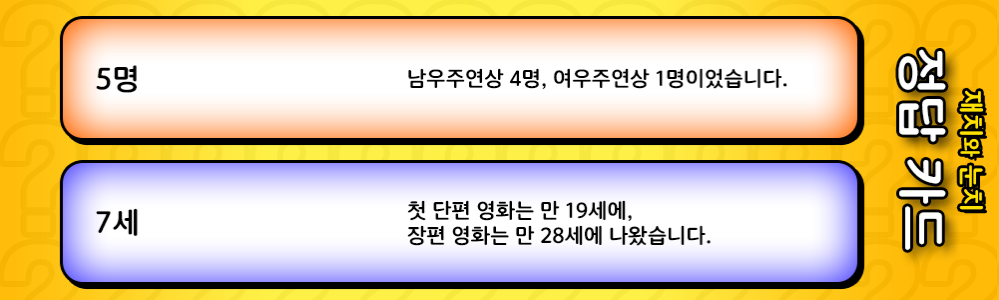 5명
남우주연상 4명, 여우주연상 1명이었습니다.
7세
첫 단편 영화는 만 19세에,
장편 영화는 만 28세에 나왔습니다.
재치와 눈치
정답 카드